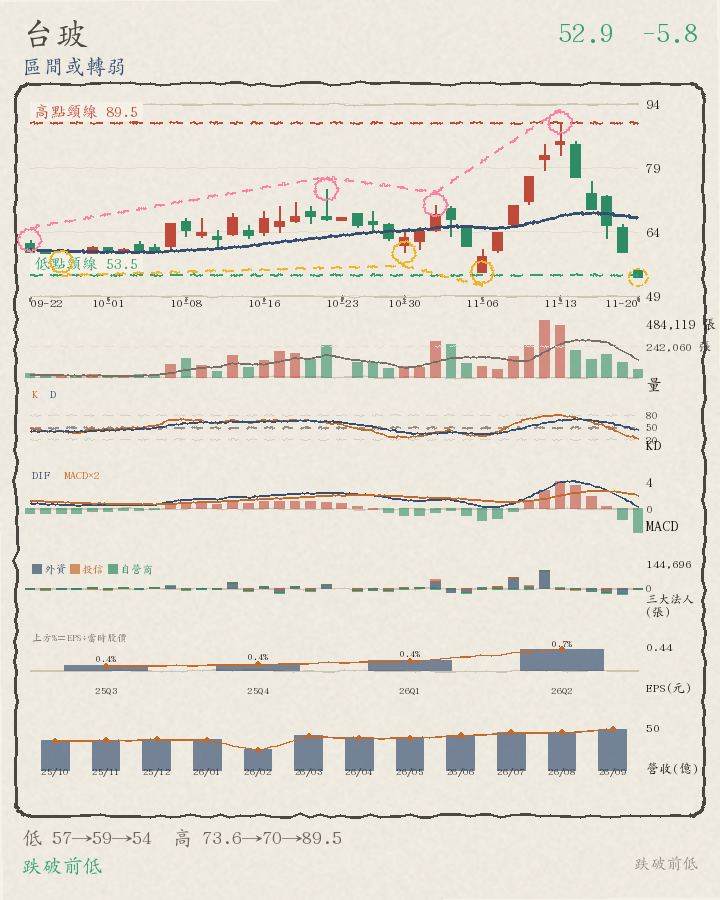 台玻
52.9 -5.8
區間或轉弱
高點頸線 89.5
94
79
64
低點頸線 53.5
49
09-22 10-01 10-08 10-16 10-23 10-30 11-06 11-13 11-20
484,119 張
242,060 張
量
K D
80
50
20
KD
DIF MACD×2
4
0
MACD
外資 投信 自營商
144,696
0
三大法人
(張)
上方%=EPS÷當時股價
0.4% 0.4% 0.4% 0.7%
0.44
25Q3 25Q4 26Q1 26Q2
EPS(元)
50
25/10 25/11 25/12 26/01 26/02 26/03 26/04 26/05 26/06 26/07 26/08 26/09
營收(億)
低 57→59→54 高 73.6→70→89.5
跌破前低
跌破前低